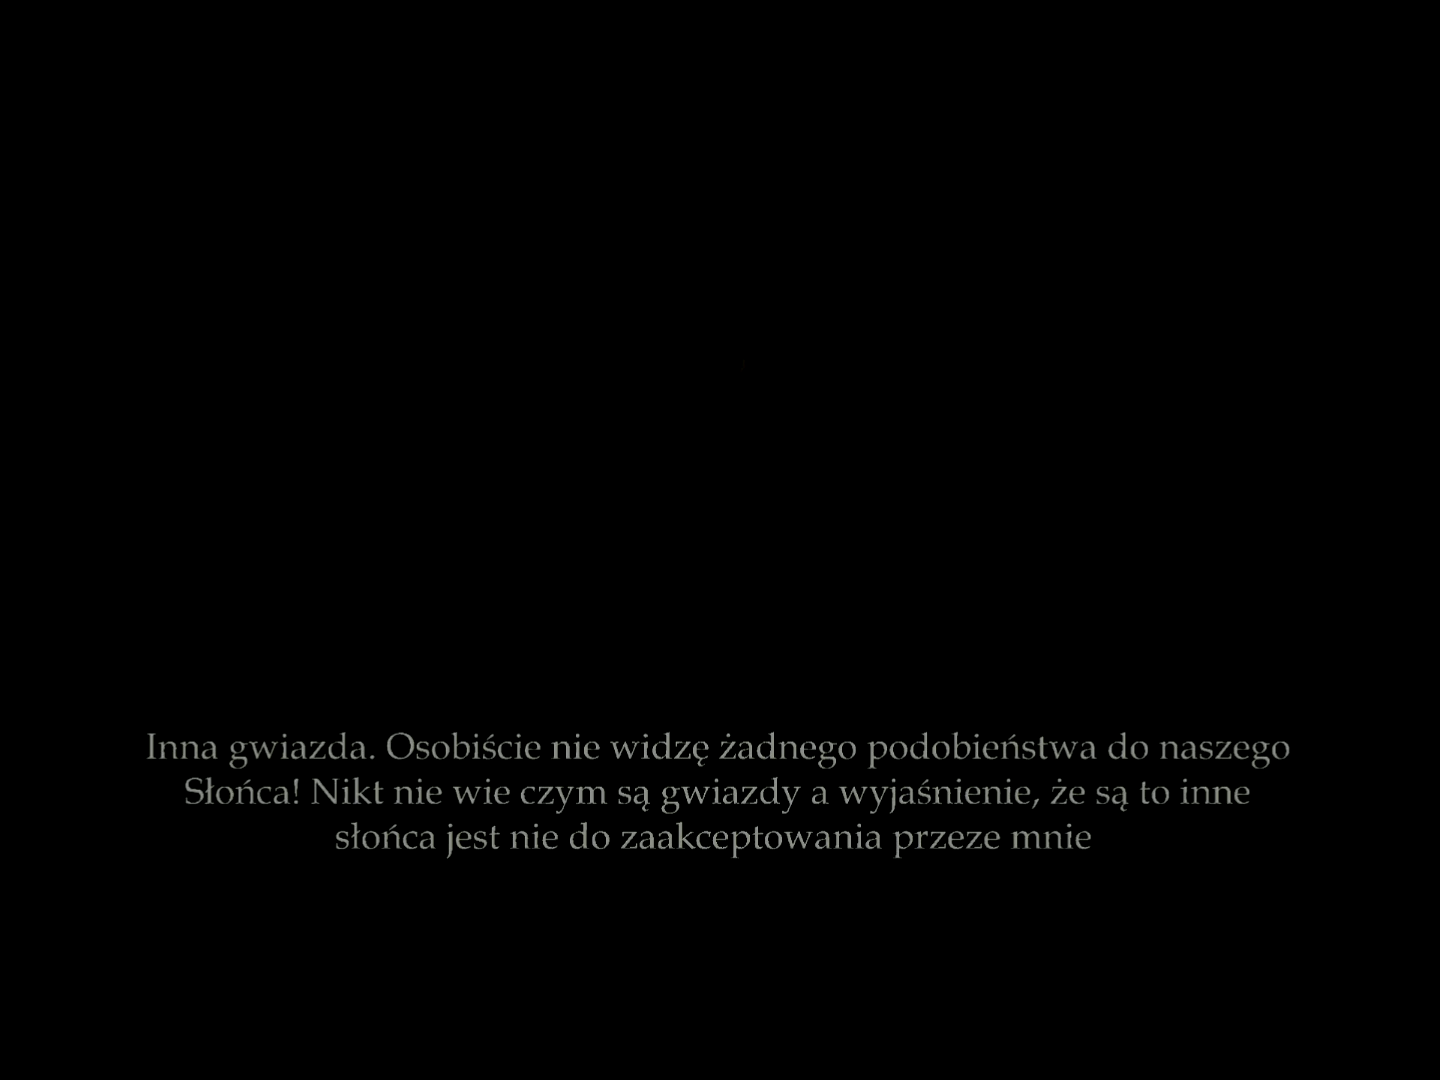 Inna gwiazda. Osobiście nie widzę żadnego podobieństwa do naszego
Słońca! Nikt nie wie czym są gwiazdy a wyjaśnienie, że są to inne
słońca jest nie do zaakceptowania przeze mnie